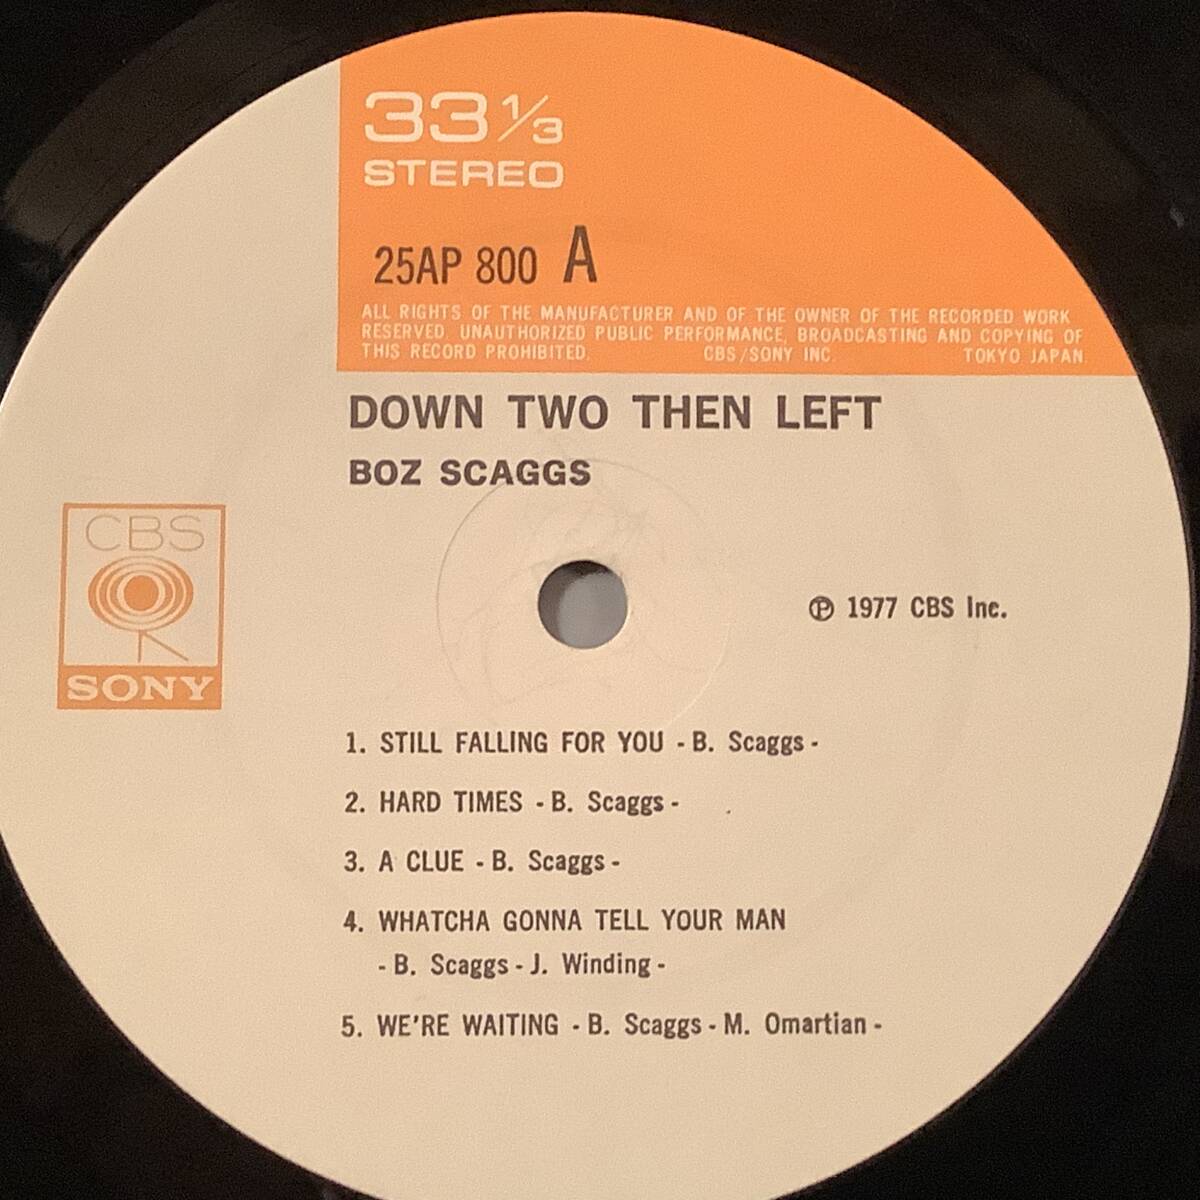 33 1/3
STEREO
25AP 800 A
ALL RIGHTS OF THE MANUFACTURER AND OF THE OWNER OF THE RECORDED WORK
RESERVED. UNAUTHORIZED PUBLIC PERFORMANCE, BROADCASTING AND COPYING OF
THIS RECORD PROHIBITED. CBS/SONY INC. TOKYO JAPAN.
DOWN TWO THEN LEFT
BOZ SCAGGS
CBS
SONY
℗ 1977 CBS Inc.
1. STILL FALLING FOR YOU - B. Scaggs -
2. HARD TIMES - B. Scaggs -
3. A CLUE - B. Scaggs -
4. WHATCHA GONNA TELL YOUR MAN
- B. Scaggs - J. Winding -
5. WE'RE WAITING - B. Scaggs - M. Omartian -